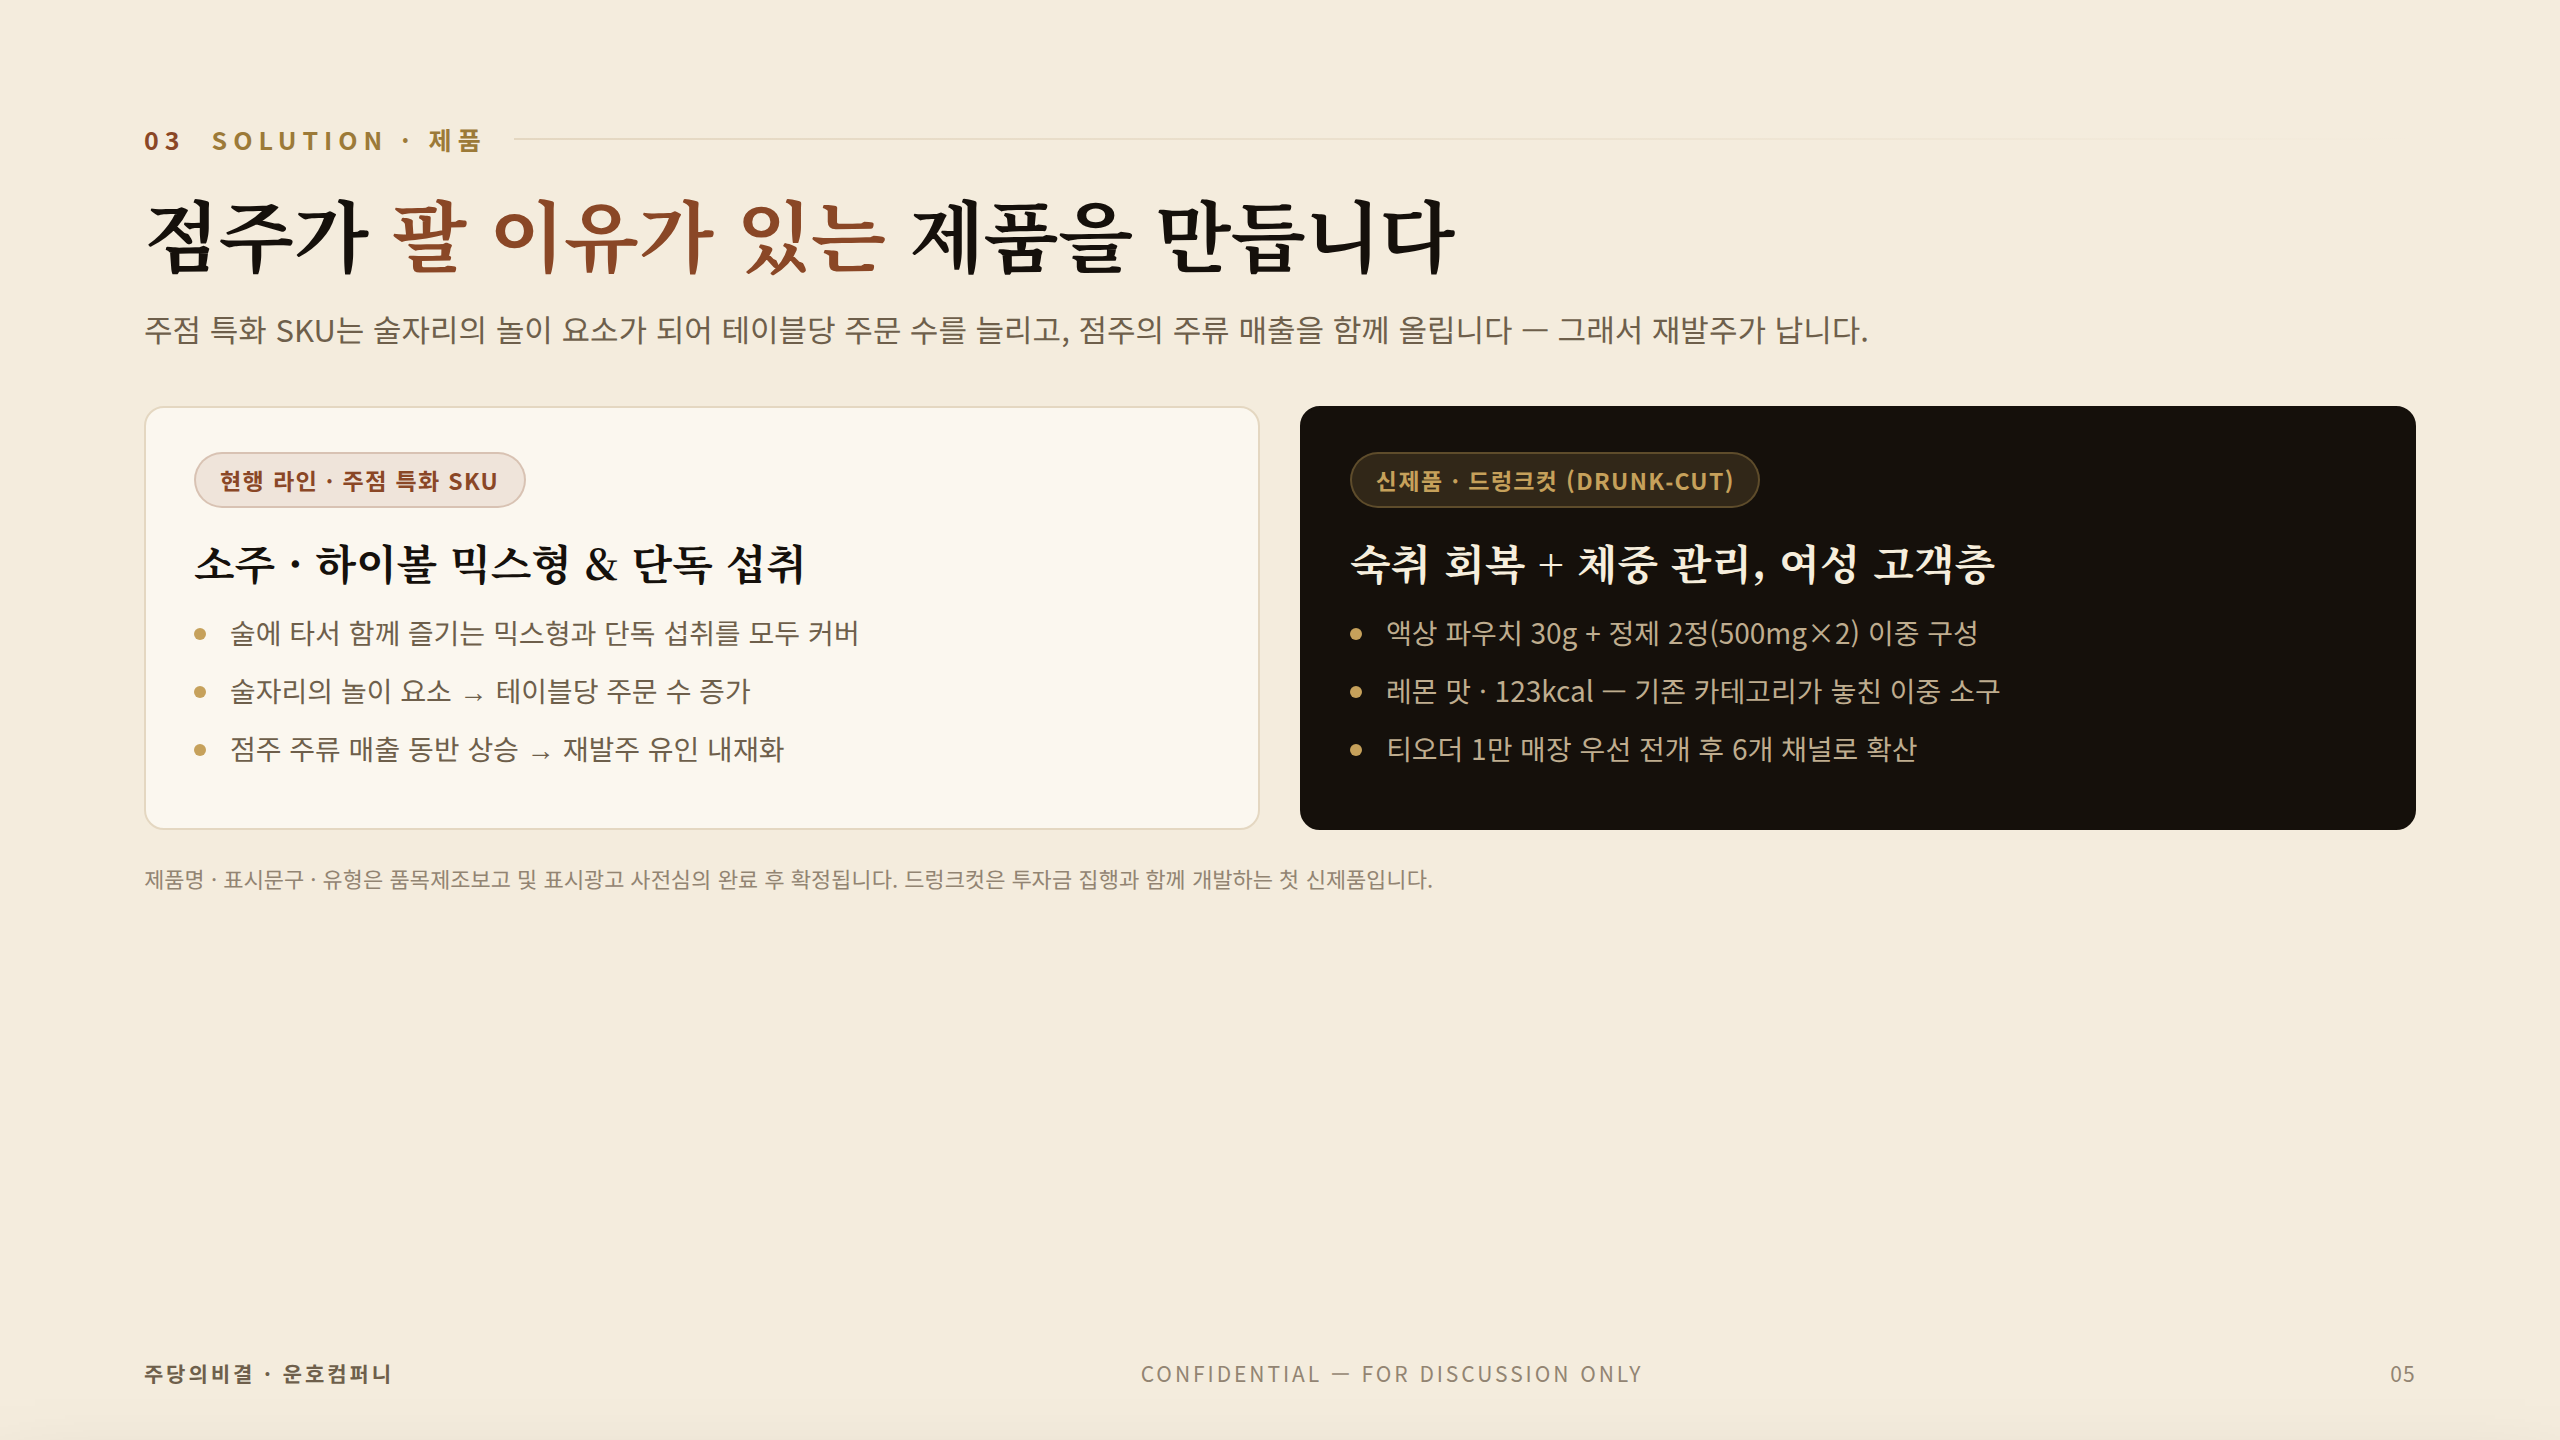 03 SOLUTION · 제품
점주가 팔 이유가 있는 제품을 만듭니다
주점 특화 SKU는 술자리의 놀이 요소가 되어 테이블당 주문 수를 늘리고, 점주의 주류 매출을 함께 올립니다 — 그래서 재발주가 납니다.
현행 라인 · 주점 특화 SKU
소주 · 하이볼 믹스형 & 단독 섭취
술에 타서 함께 즐기는 믹스형과 단독 섭취를 모두 커버
술자리의 놀이 요소 → 테이블당 주문 수 증가
점주 주류 매출 동반 상승 → 재발주 유인 내재화
신제품 · 드렁크컷 (DRUNK-CUT)
숙취 회복 + 체중 관리, 여성 고객층
액상 파우치 30g + 정제 2정(500mg×2) 이중 구성
레몬 맛 · 123kcal — 기존 카테고리가 놓친 이중 소구
티오더 1만 매장 우선 전개 후 6개 채널로 확산
제품명 · 표시문구 · 유형은 품목제조보고 및 표시광고 사전심의 완료 후 확정됩니다. 드렁크컷은 투자금 집행과 함께 개발하는 첫 신제품입니다.
주당의비결 · 운호컴퍼니
CONFIDENTIAL — FOR DISCUSSION ONLY
05